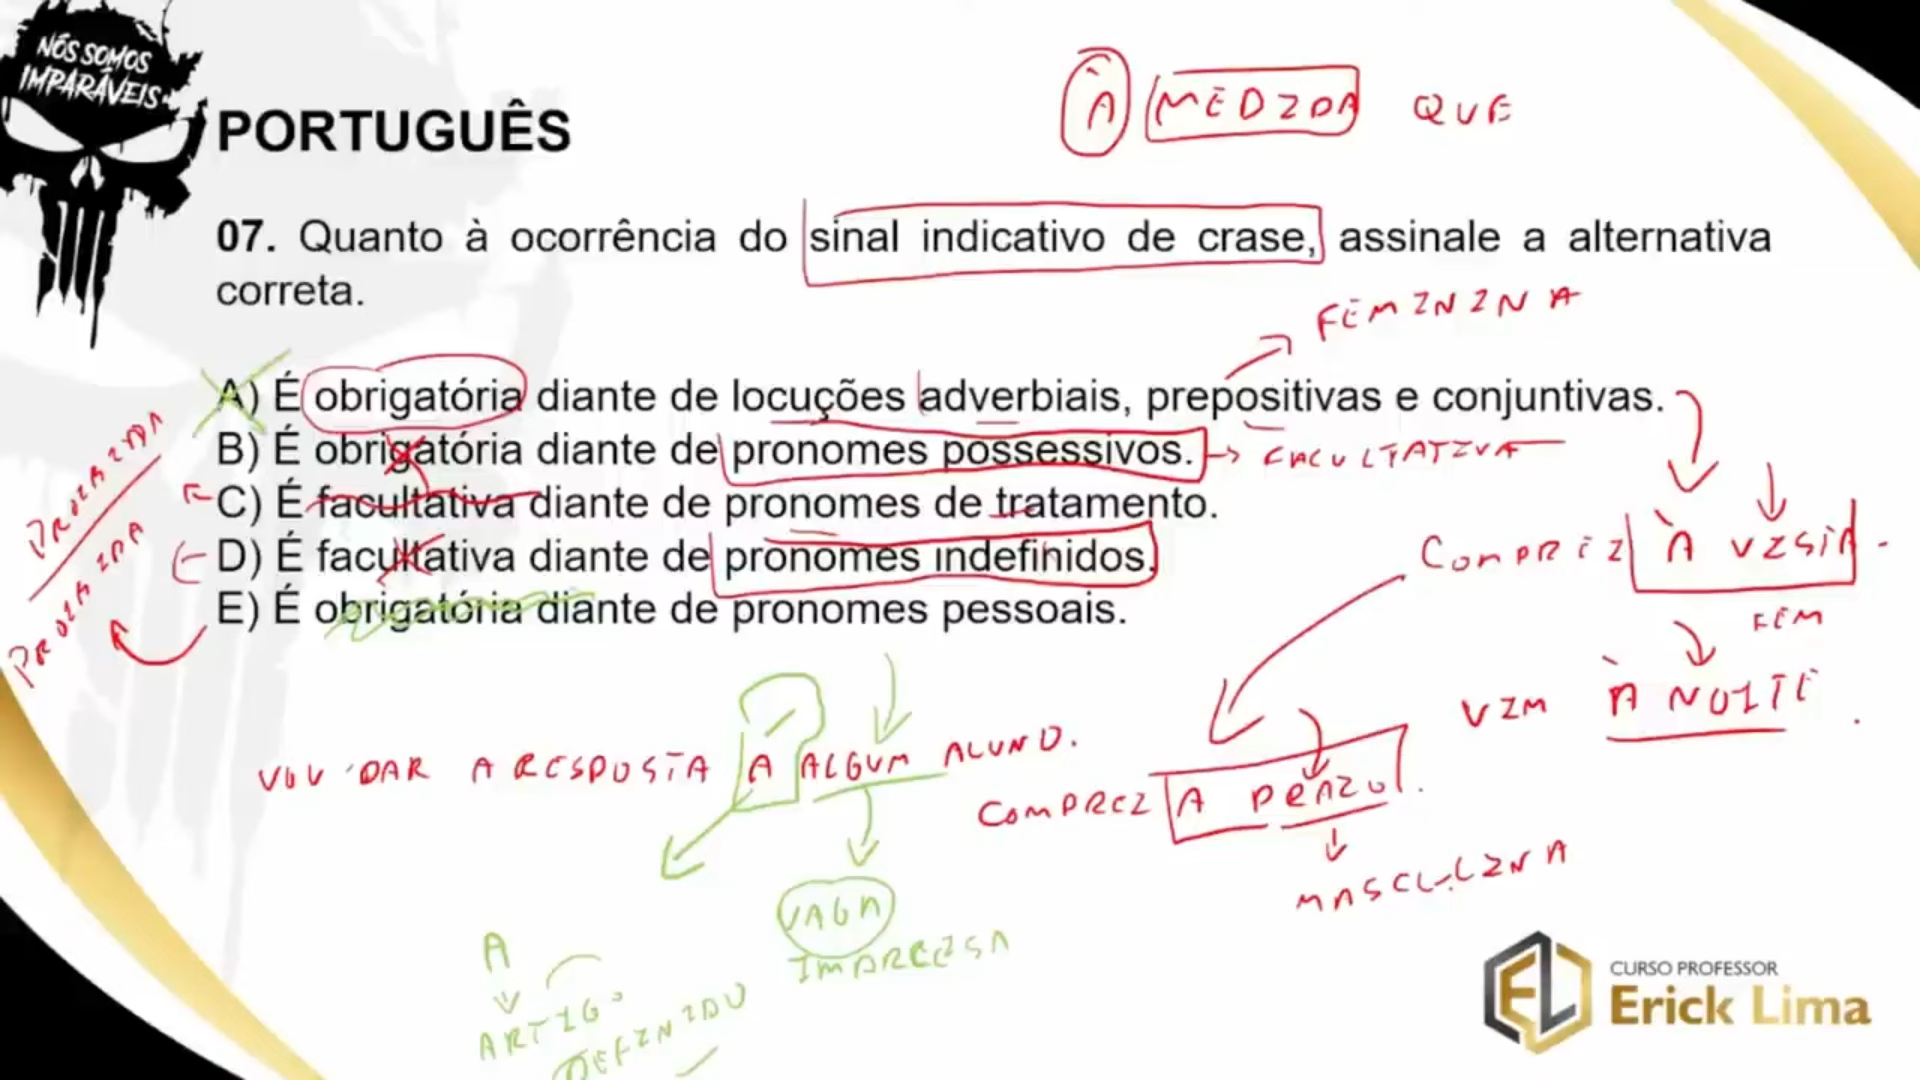 NÓS SOMOS
IMPARÁVEIS
PORTUGUÊS
À MEDIDA QUE
07. Quanto à ocorrência do sinal indicativo de crase, assinale a alternativa
correta.
FEMININA
A) É obrigatória diante de locuções adverbiais, prepositivas e conjuntivas.
B) É obrigatória diante de pronomes possessivos. FACULTATIVA
C) É facultativa diante de pronomes de tratamento.
D) É facultativa diante de pronomes indefinidos.
E) É obrigatória diante de pronomes pessoais.
PROIBIDA
PROIBIDA
COMPREI À VISTA.
FEM
VIM À NOITE.
VOU DAR A RESPOSTA A ALGUM ALUNO.
COMPREI A PRAZO.
MASCULINA
VAGA
IMPRECISA
A
ARTIGO
DEFINIDO
EL
CURSO PROFESSOR
Erick Lima